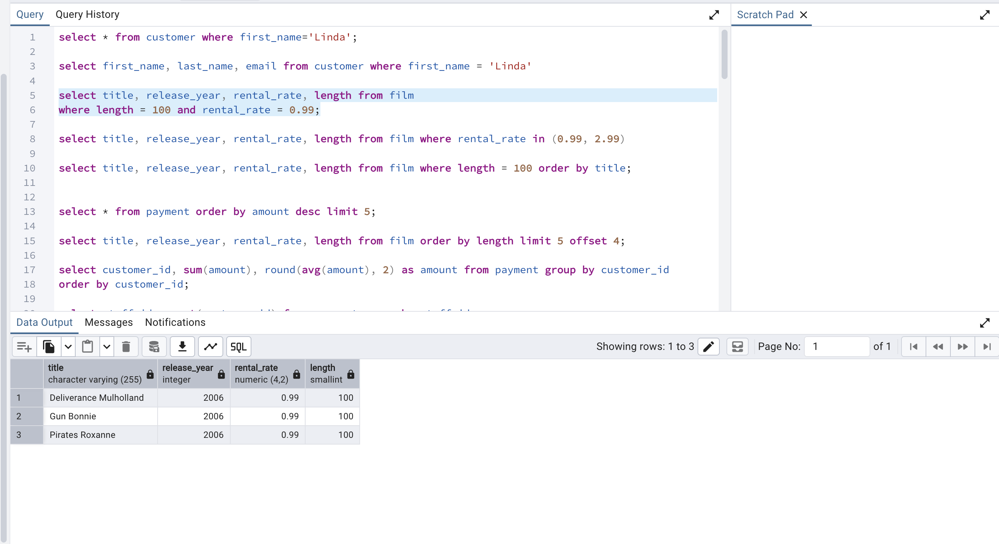 Query Query History Scratch Pad
1 select * from customer where first_name='Linda';
2
3 select first_name, last_name, email from customer where first_name = 'Linda'
4
5 select title, release_year, rental_rate, length from film
6 where length = 100 and rental_rate = 0.99;
7
8 select title, release_year, rental_rate, length from film where rental_rate in (0.99, 2.99)
9
10 select title, release_year, rental_rate, length from film where length = 100 order by title;
11
12
13 select * from payment order by amount desc limit 5;
14
15 select title, release_year, rental_rate, length from film order by length limit 5 offset 4;
16
17 select customer_id, sum(amount), round(avg(amount), 2) as amount from payment group by customer_id
18 order by customer_id;
19
Data Output Messages Notifications
SQL Showing rows: 1 to 3 Page No: 1 of 1
title release_year rental_rate length
character varying (255) integer numeric (4,2) smallint
1 Deliverance Mulholland 2006 0.99 100
2 Gun Bonnie 2006 0.99 100
3 Pirates Roxanne 2006 0.99 100